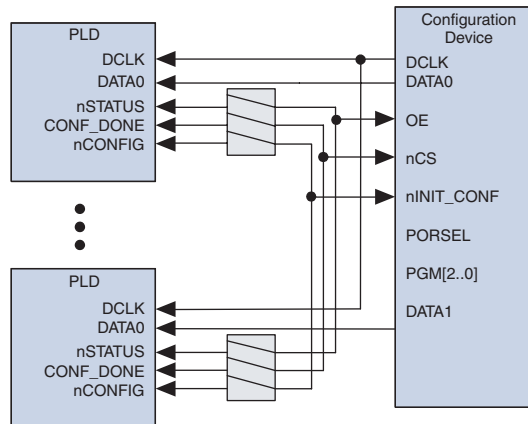 PLD
DCLK
DATA0
nSTATUS
CONF_DONE
nCONFIG
Configuration
Device
DCLK
DATA0
OE
nCS
nINIT_CONF
PORSEL
PGM[2..0]
DATA1
PLD
DCLK
DATA0
nSTATUS
CONF_DONE
nCONFIG